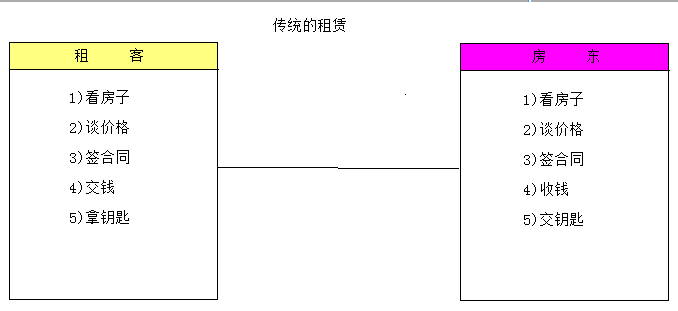 传统的租赁
租 客
1)看房子
2)谈价格
3)签合同
4)交钱
5)拿钥匙
房 东
1)看房子
2)谈价格
3)签合同
4)收钱
5)交钥匙